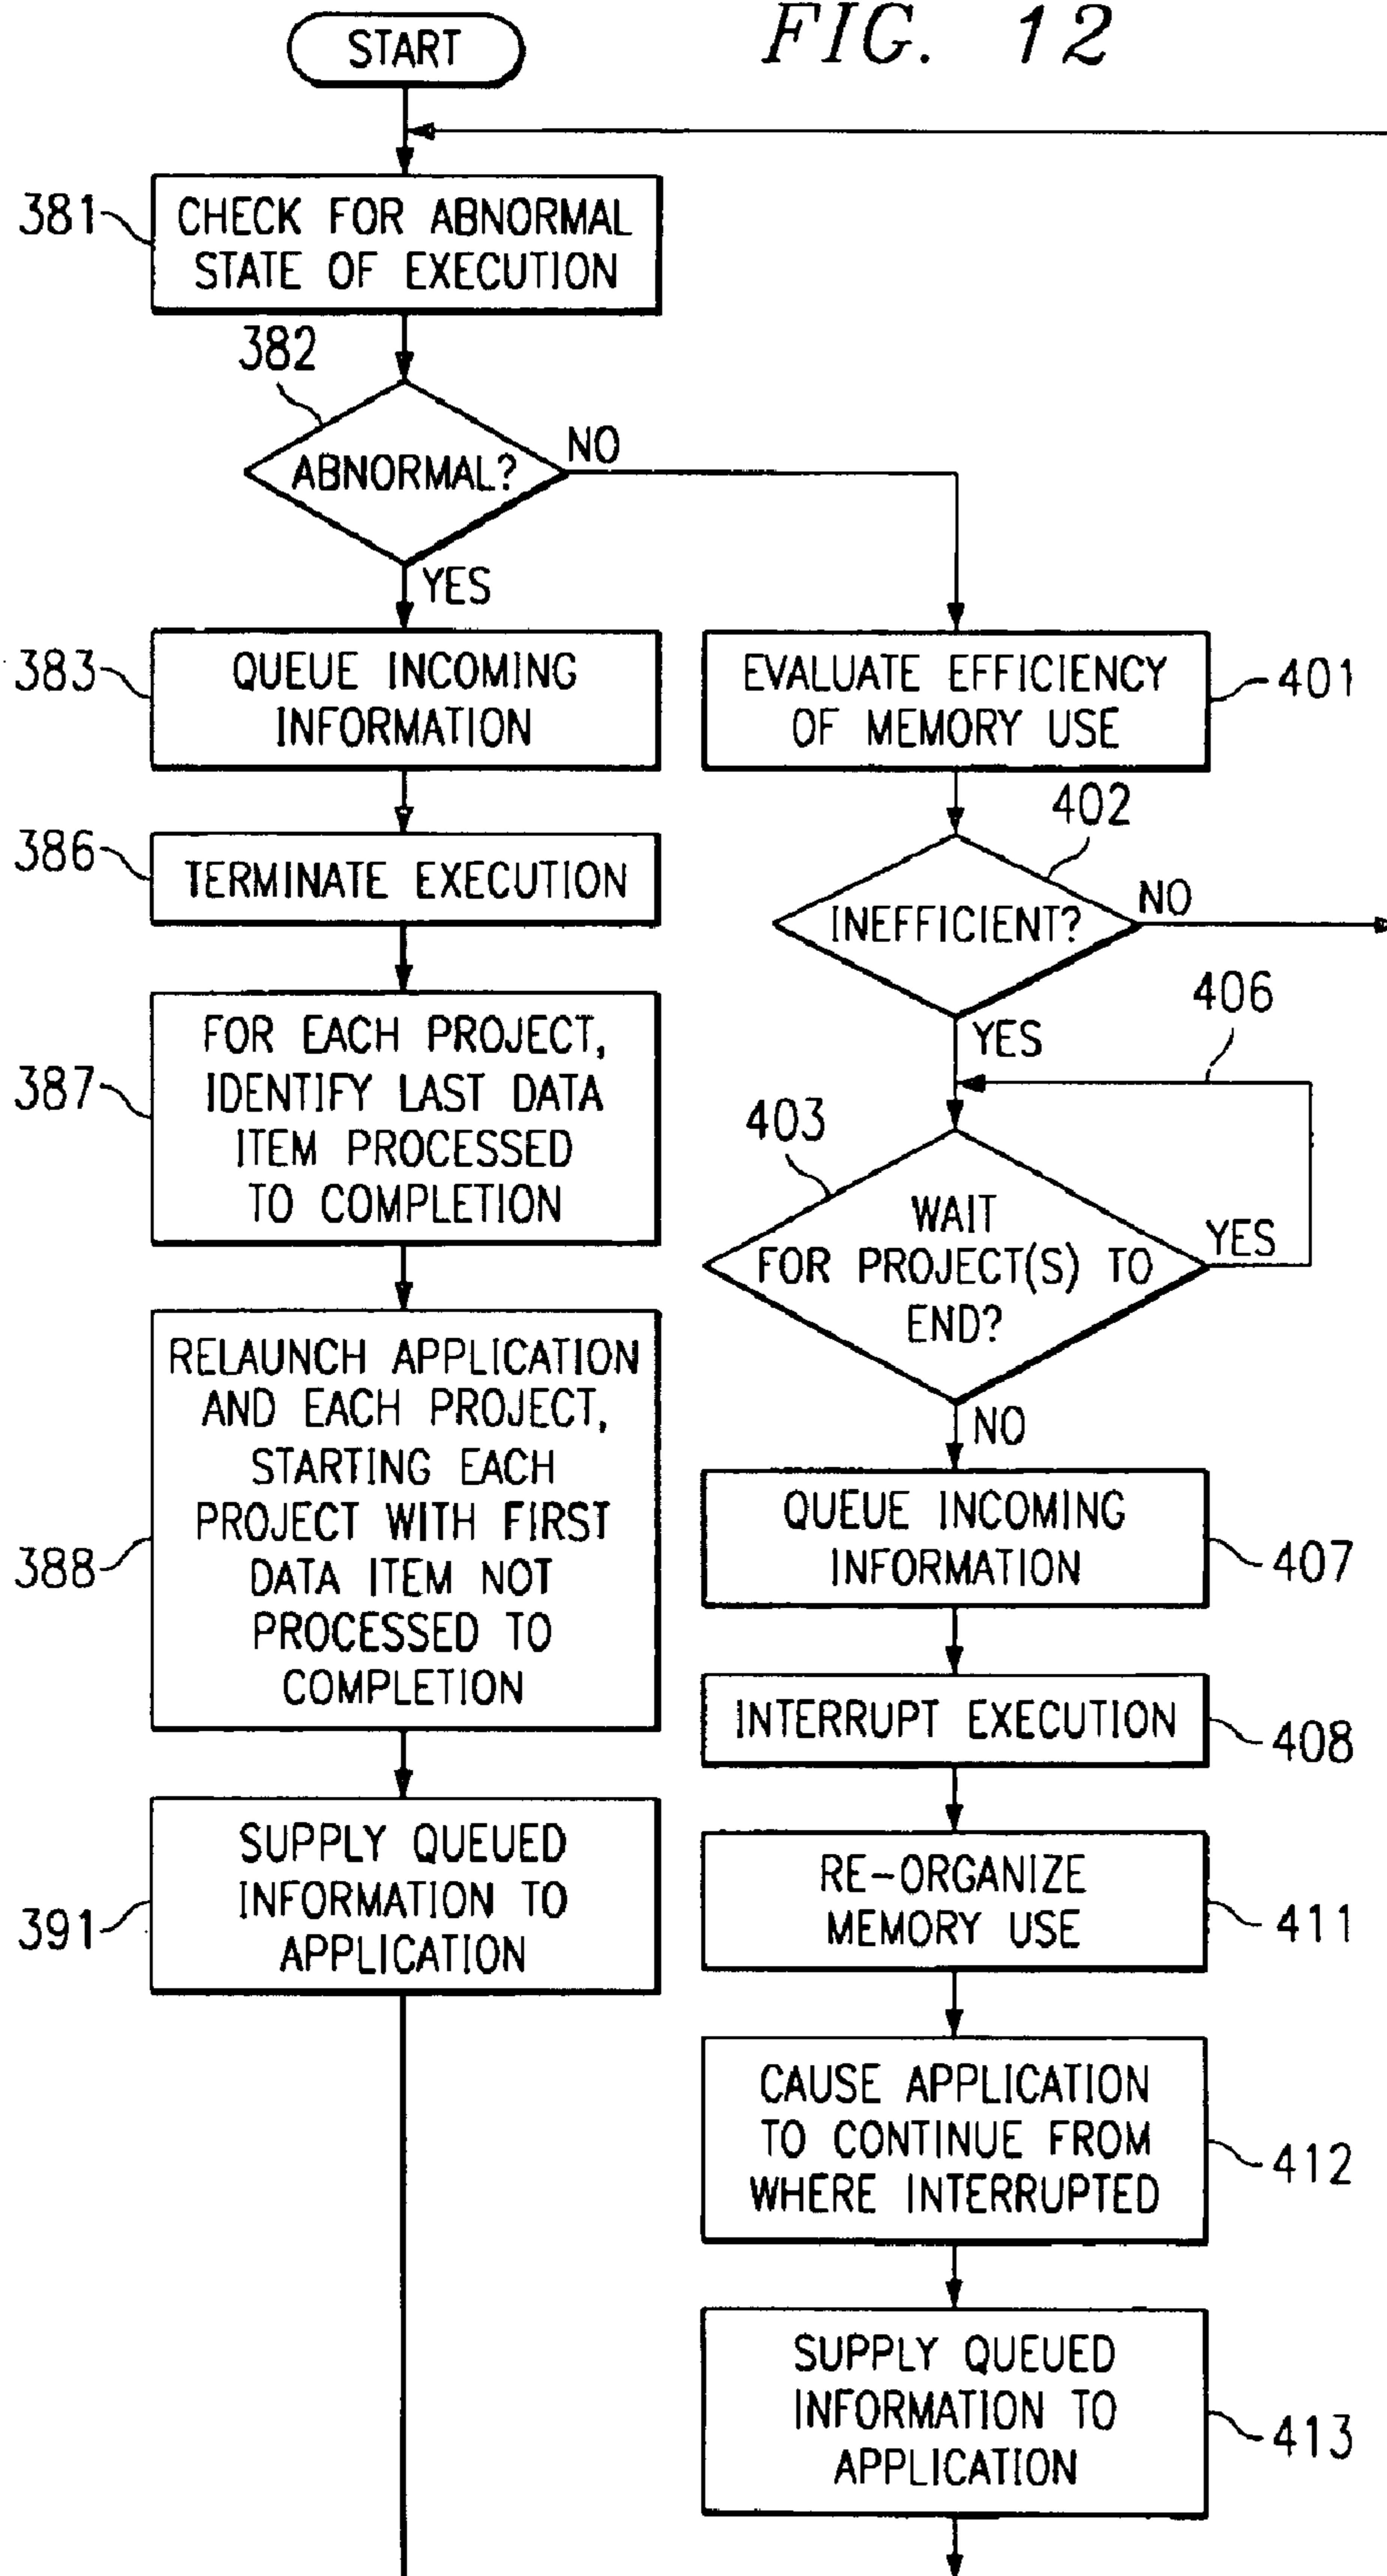 FIG. 12
START
381
CHECK FOR ABNORMAL
STATE OF EXECUTION
382
ABNORMAL?
NO
YES
383
QUEUE INCOMING
INFORMATION
386
TERMINATE EXECUTION
387
FOR EACH PROJECT,
IDENTIFY LAST DATA
ITEM PROCESSED
TO COMPLETION
388
RELAUNCH APPLICATION
AND EACH PROJECT,
STARTING EACH
PROJECT WITH FIRST
DATA ITEM NOT
PROCESSED TO
COMPLETION
391
SUPPLY QUEUED
INFORMATION TO
APPLICATION
EVALUATE EFFICIENCY
OF MEMORY USE
401
402
INEFFICIENT?
NO
YES
406
403
WAIT
FOR PROJECT(S) TO
END?
YES
NO
QUEUE INCOMING
INFORMATION
407
INTERRUPT EXECUTION
408
RE-ORGANIZE
MEMORY USE
411
CAUSE APPLICATION
TO CONTINUE FROM
WHERE INTERRUPTED
412
SUPPLY QUEUED
INFORMATION TO
APPLICATION
413